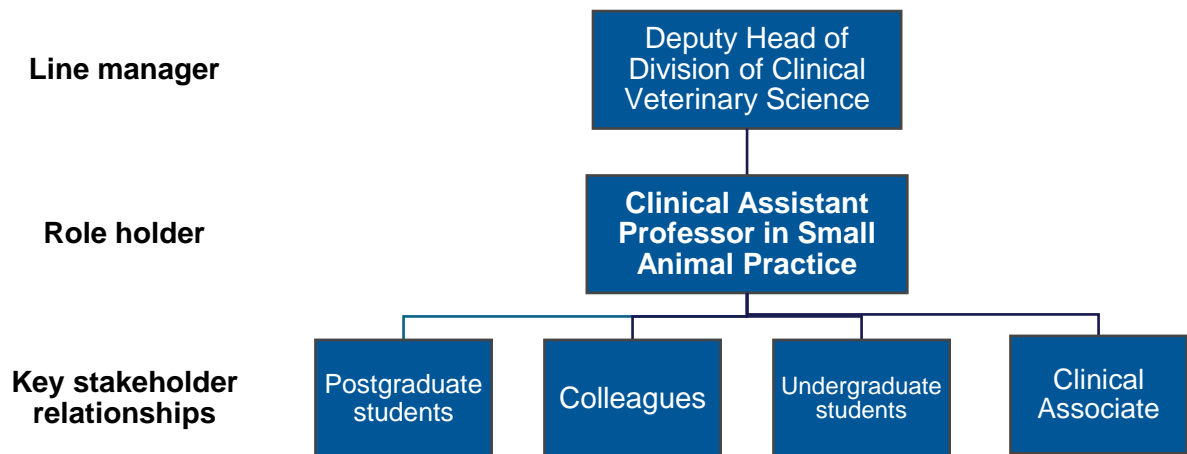 Line manager
Deputy Head of
Division of Clinical
Veterinary Science
Role holder
Clinical Assistant
Professor in Small
Animal Practice
Key stakeholder
relationships
Postgraduate
students
Colleagues
Undergraduate
students
Clinical
Associate